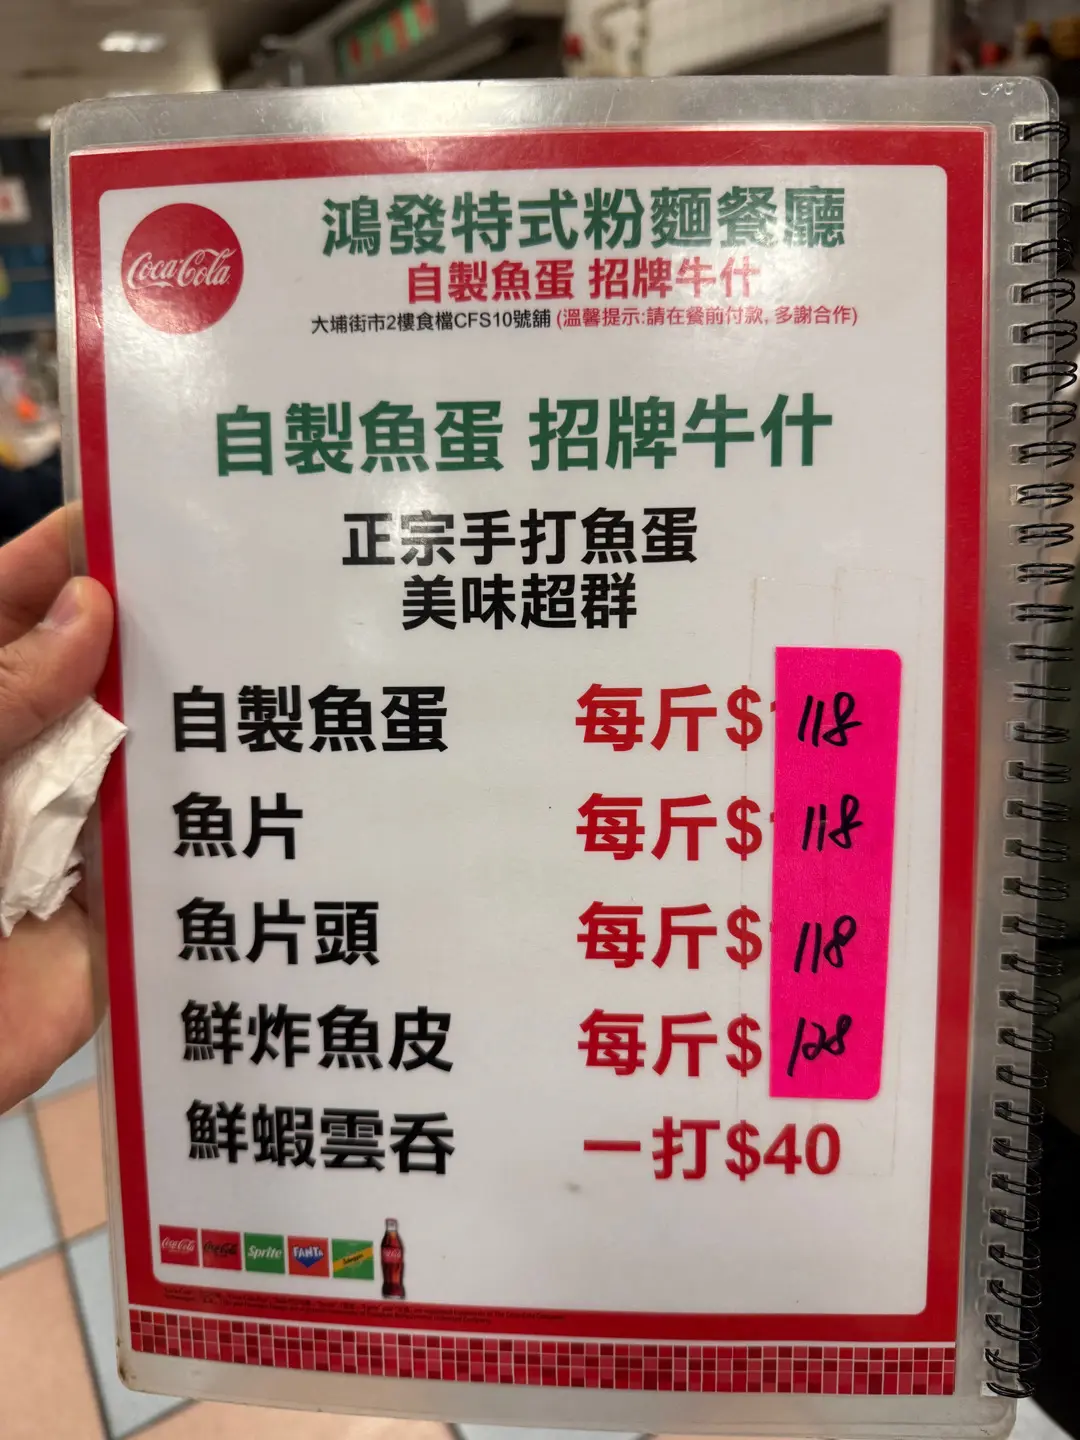 鴻發特式粉麵餐廳
Coca-Cola
自製魚蛋 招牌牛什
大埔街市2樓食檔CFS10號舖 (溫馨提示:請在餐前付款, 多謝合作)
自製魚蛋 招牌牛什
正宗手打魚蛋
美味超群
自製魚蛋 每斤$118
魚片 每斤$118
魚片頭 每斤$118
鮮炸魚皮 每斤$128
鮮蝦雲吞 一打$40
Coca-Cola Coca-Cola Sprite FANTA